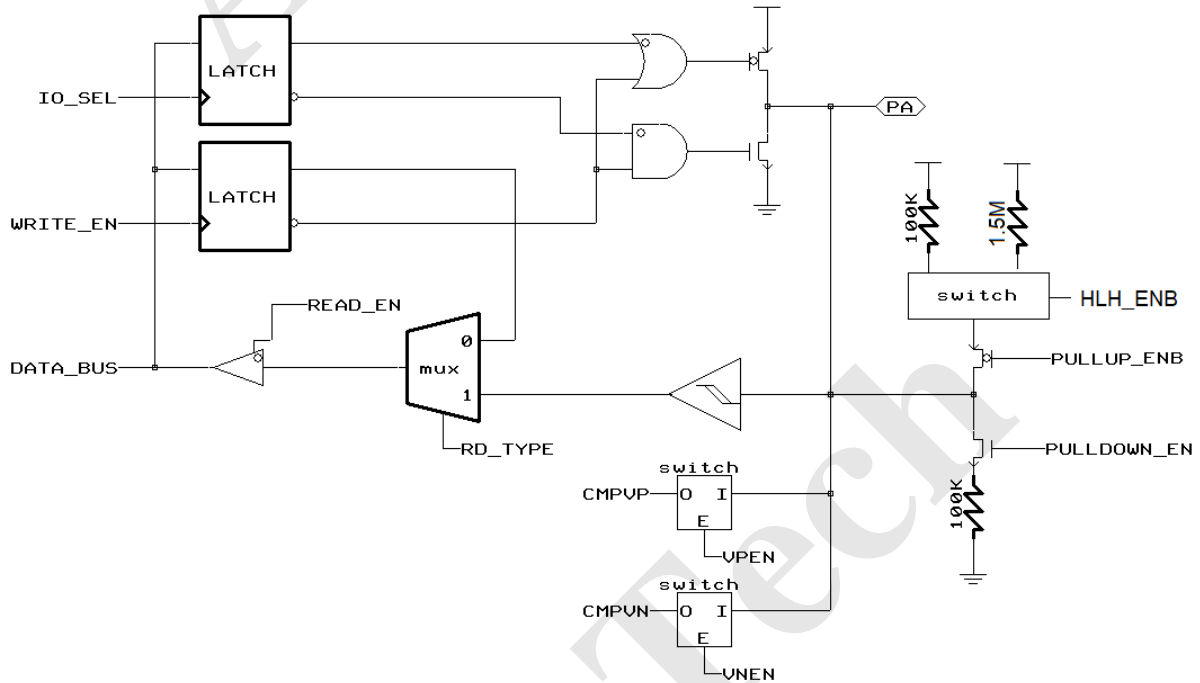 LATCH
IO_SEL
PA
LATCH
WRITE_EN
100K
1.5M
switch
HLH_ENB
READ_EN
0
mux
1
DATA_BUS
PULLUP_ENB
RD_TYPE
PULLDOWN_EN
switch
CMPVP
O I
E
VPEN
100K
switch
CMPVN
O I
E
VNEN
Tech